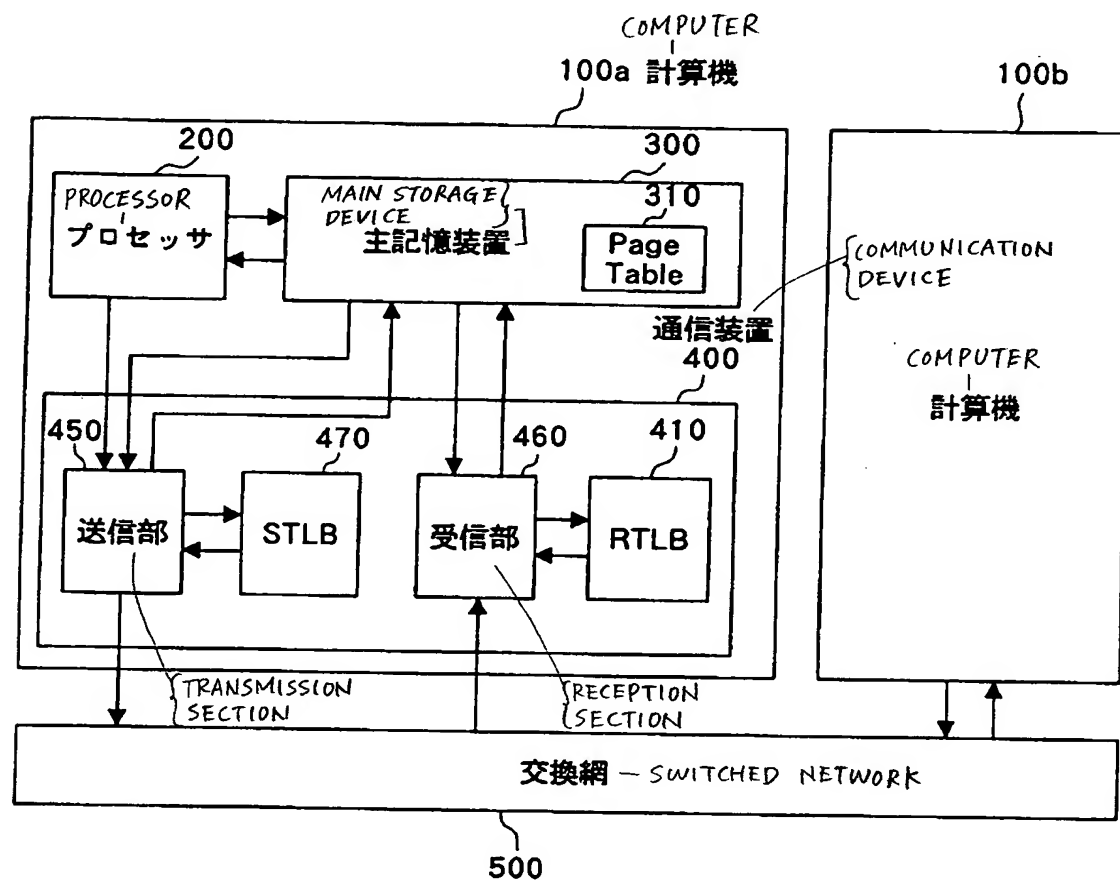 COMPUTER
100a 計算機
100b
200
300
PROCESSOR
プロセッサ
MAIN STORAGE
DEVICE
主記憶装置
310
Page
Table
COMMUNICATION
DEVICE
通信装置
400
COMPUTER
計算機
450
470
460
410
送信部
STLB
受信部
RTLB
TRANSMISSION
SECTION
RECEPTION
SECTION
交換網 - SWITCHED NETWORK
500